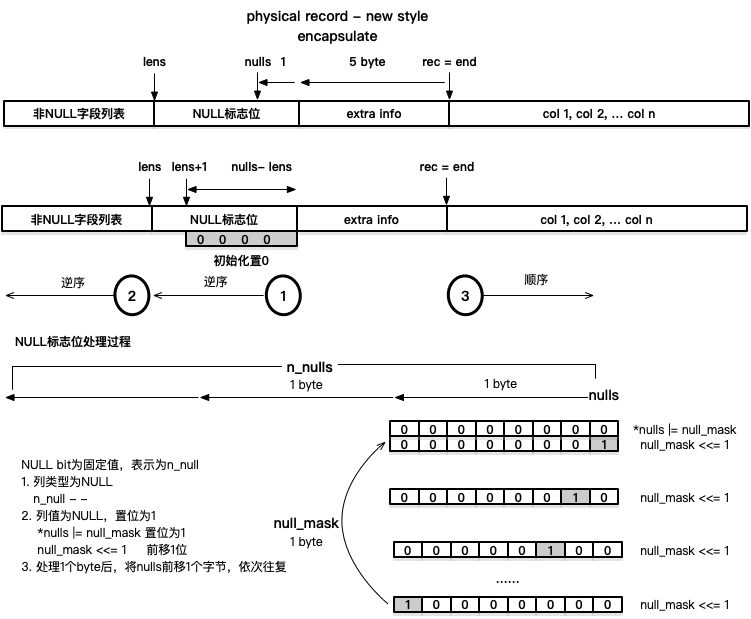 physical record – new style
encapsulate
lens
nulls 1
5 byte
rec = end
非NULL字段列表
NULL标志位
extra info
col 1, col 2, ... col n
lens
lens+1
nulls– lens
rec = end
非NULL字段列表
NULL标志位
extra info
col 1, col 2, ... col n
0 0 0 0
初始化置0
逆序
2
逆序
1
3
顺序
NULL标志位处理过程
n_nulls
1 byte
1 byte
nulls
0 0 0 0 0 0 0 0
*nulls |= null_mask
0 0 0 0 0 0 0 1
null_mask <<= 1
NULL bit为固定值，表示为n_null
1. 列类型为NULL
n_null – –
2. 列值为NULL，置位为1
*nulls |= null_mask 置位为1
null_mask <<= 1 前移1位
3. 处理1个byte后，将nulls前移1个字节，依次往复
null_mask
1 byte
0 0 0 0 0 0 1 0
null_mask <<= 1
0 0 0 0 0 1 0 0
null_mask <<= 1
......
1 0 0 0 0 0 0 0
null_mask <<= 1